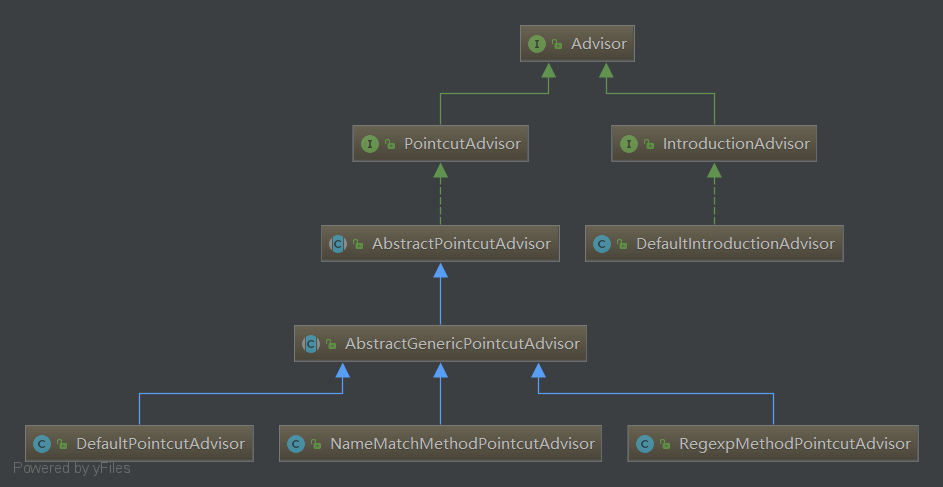 I Advisor
I PointcutAdvisor
I IntroductionAdvisor
C AbstractPointcutAdvisor
C DefaultIntroductionAdvisor
C AbstractGenericPointcutAdvisor
C DefaultPointcutAdvisor
C NameMatchMethodPointcutAdvisor
C RegexpMethodPointcutAdvisor
Powered by yFiles